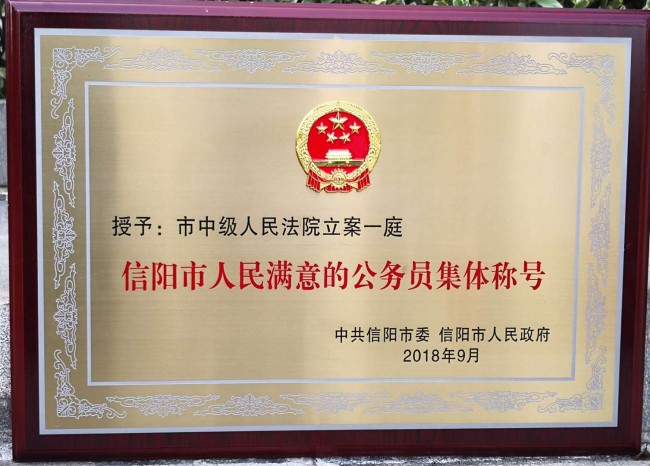 授予：市中级人民法院立案一庭
信阳市人民满意的公务员集体称号
中共信阳市委 信阳市人民政府
2018年9月